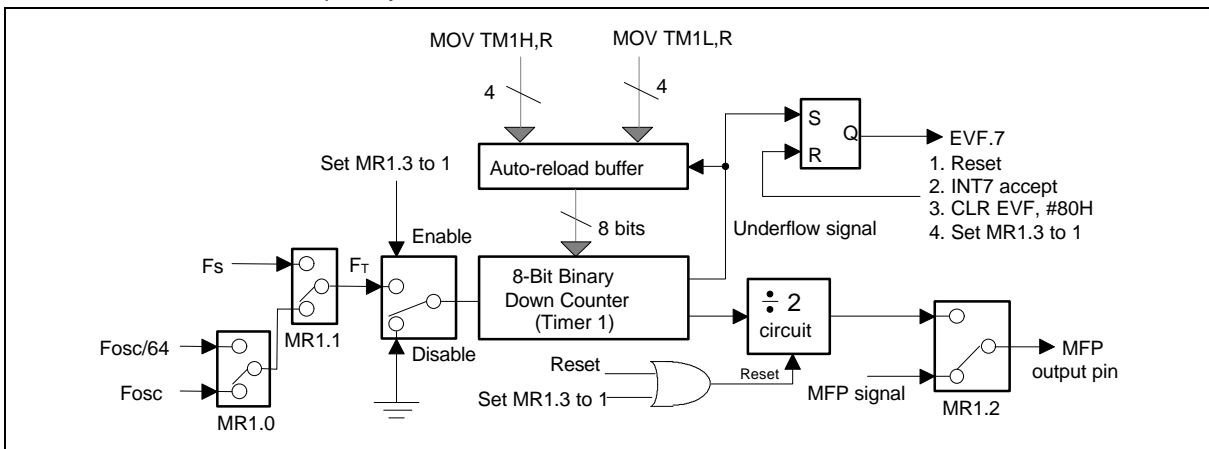 MOV TM1H,R MOV TM1L,R
4 4
S
Q
R
EVF.7
1. Reset
2. INT7 accept
3. CLR EVF, #80H
4. Set MR1.3 to 1
Set MR1.3 to 1
Auto-reload buffer
8 bits
Underflow signal
Enable
Fs
FT
8-Bit Binary
Down Counter
(Timer 1)
÷ 2
circuit
MR1.1
Fosc/64
Disable
MFP
output pin
Fosc
Reset
Reset
Set MR1.3 to 1
MFP signal
MR1.2
MR1.0